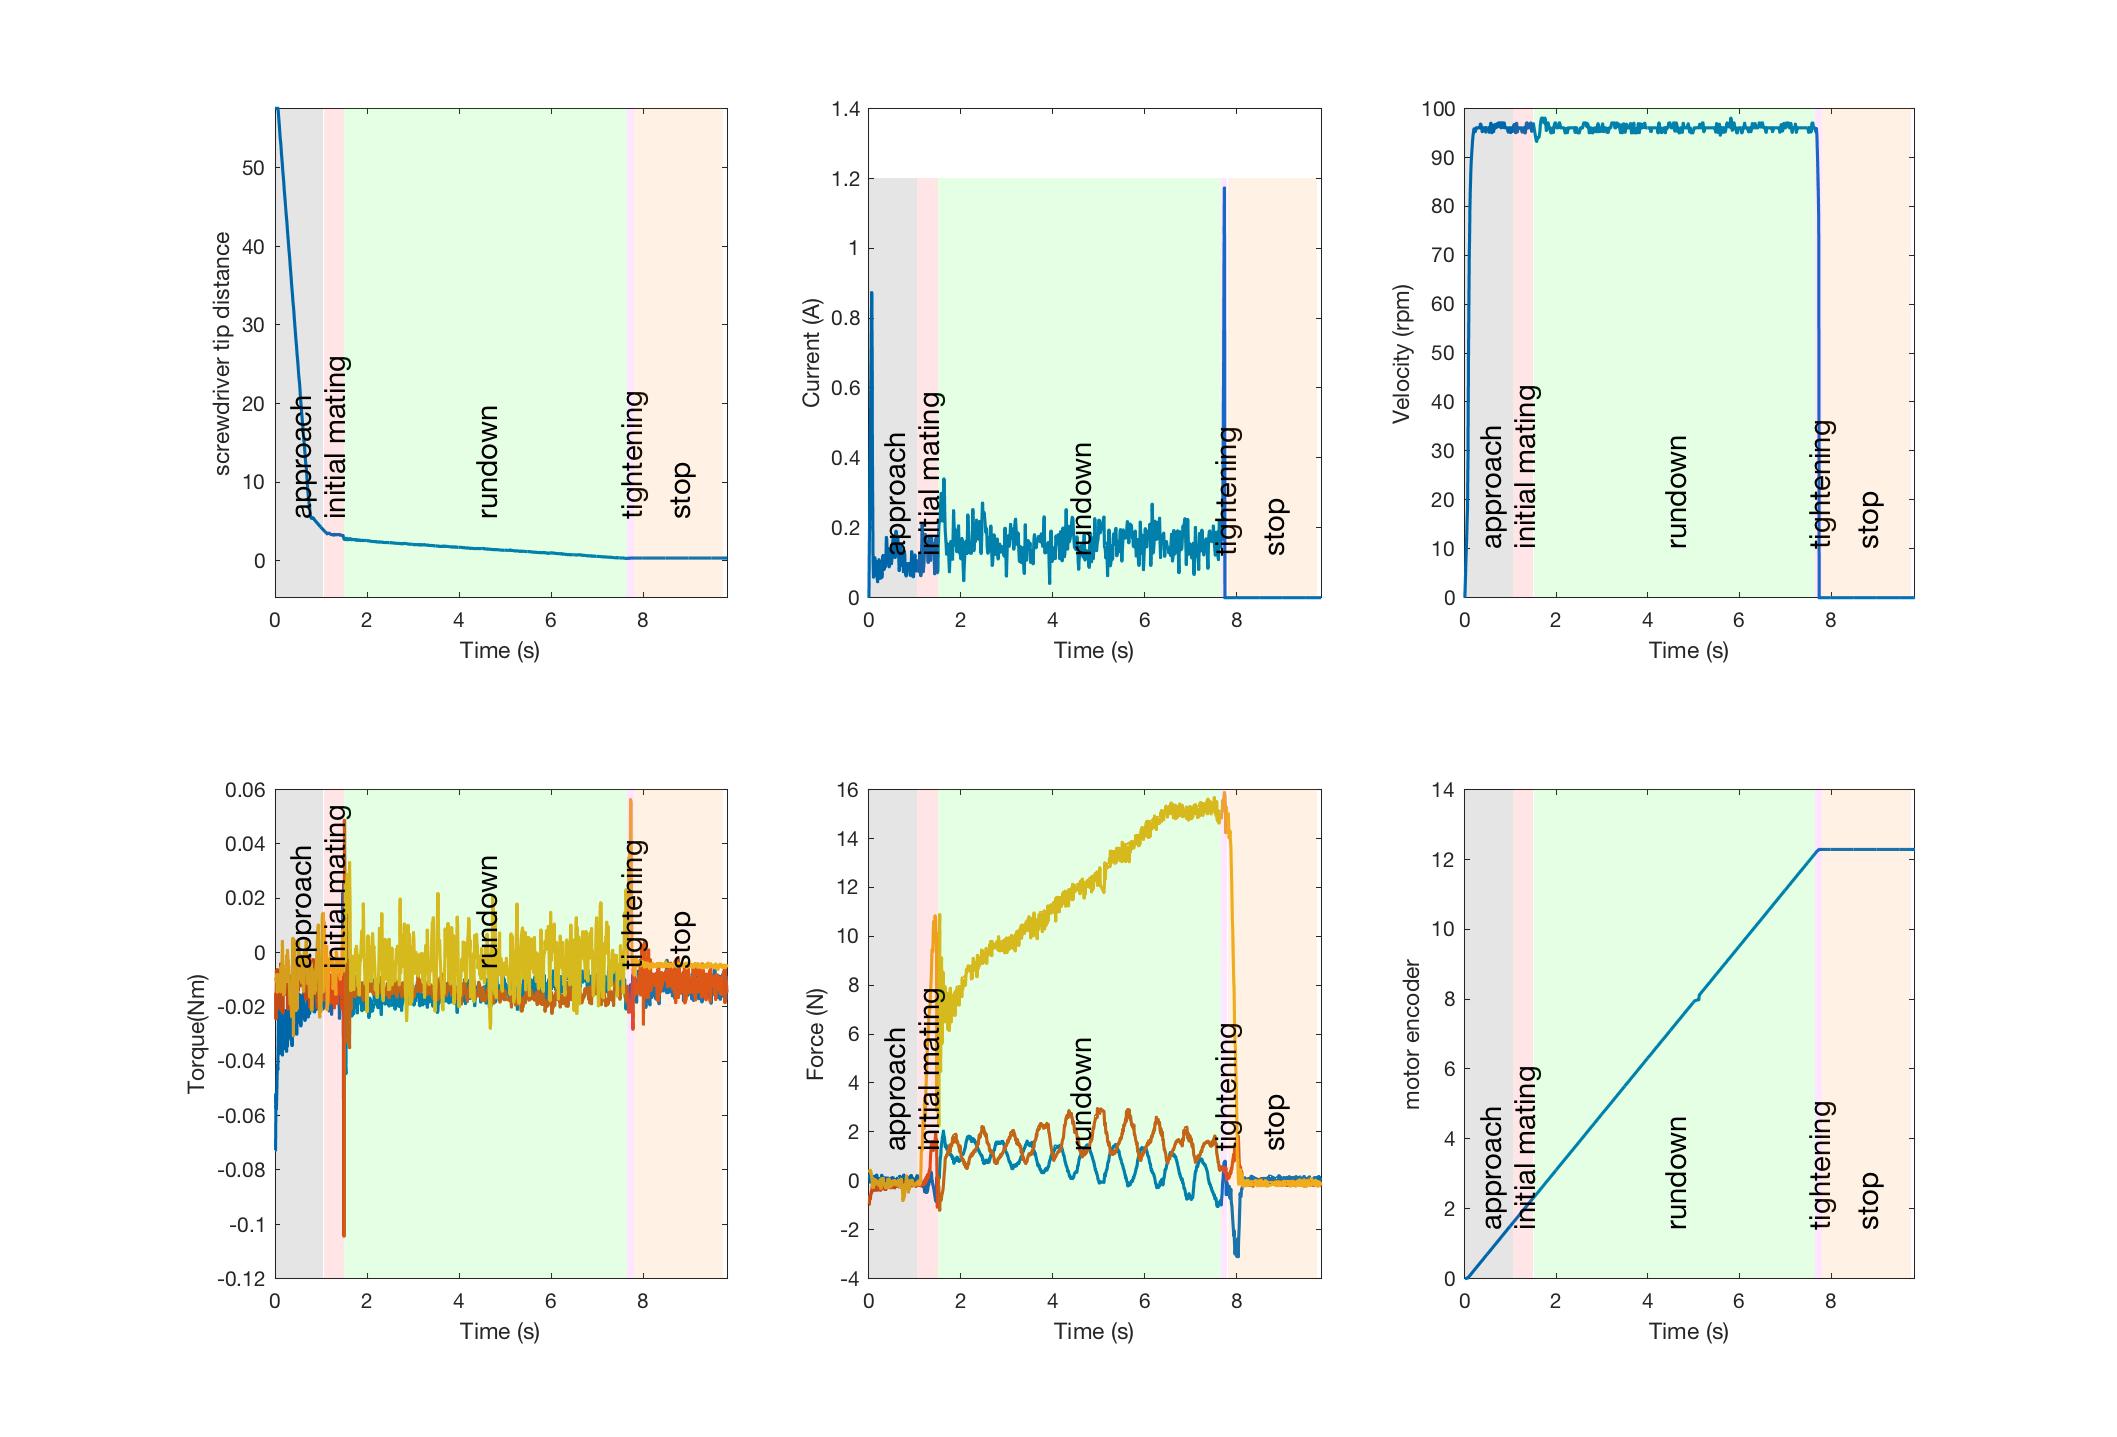 screwdriver tip distance
50
40
30
20
10
0
approach
initial mating
rundown
tightening
stop
0 2 4 6 8
Time (s)
Current (A)
1.4
1.2
1
0.8
0.6
0.4
0.2
0
approach
initial mating
rundown
tightening
stop
0 2 4 6 8
Time (s)
Velocity (rpm)
100
90
80
70
60
50
40
30
20
10
0
approach
initial mating
rundown
tightening
stop
0 2 4 6 8
Time (s)
Torque(Nm)
0.06
0.04
0.02
0
-0.02
-0.04
-0.06
-0.08
-0.1
-0.12
approach
initial mating
rundown
tightening
stop
0 2 4 6 8
Time (s)
Force (N)
16
14
12
10
8
6
4
2
0
-2
-4
approach
initial mating
rundown
tightening
stop
0 2 4 6 8
Time (s)
motor encoder
14
12
10
8
6
4
2
0
approach
initial mating
rundown
tightening
stop
0 2 4 6 8
Time (s)